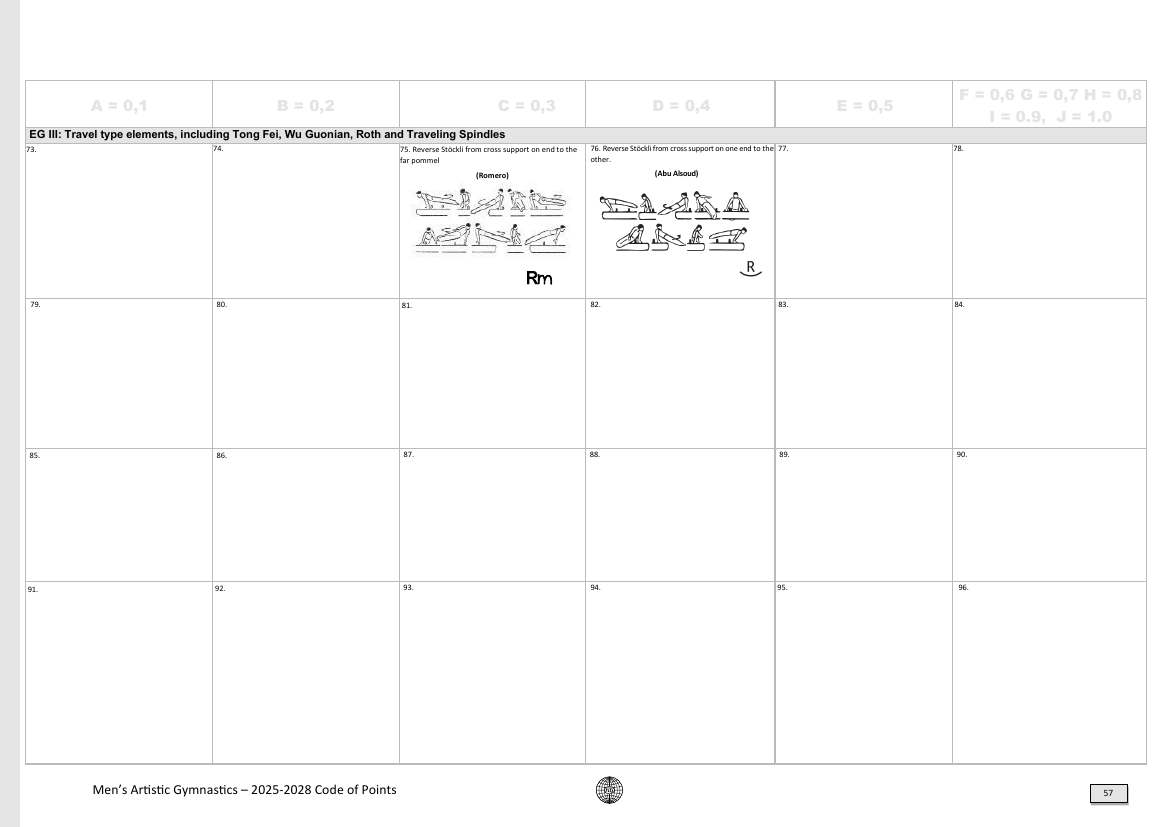 A = 0,1
B = 0,2
C = 0,3
D = 0,4
E = 0,5
F = 0,6 G = 0,7 H = 0,8
I = 0.9, J = 1.0
EG III: Travel type elements, including Tong Fei, Wu Guonian, Roth and Traveling Spindles
73.
74.
75. Reverse Stöckli from cross support on end to the
far pommel
(Romero)
Rm
76. Reverse Stöckli from cross support on one end to the
other.
(Abu Alsoud)
R
77.
78.
79.
80.
81.
82.
83.
84.
85.
86.
87.
88.
89.
90.
91.
92.
93.
94.
95.
96.
Men's Artistic Gymnastics – 2025-2028 Code of Points
57